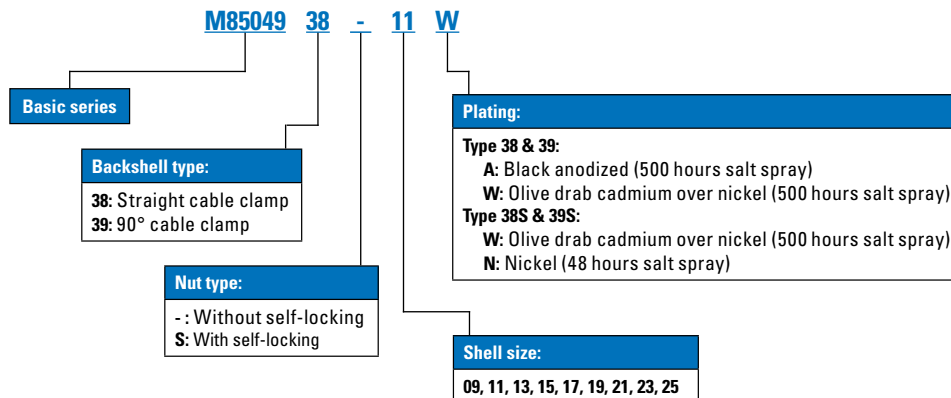 M85049 38 - 11 W
Basic series
Backshell type:
38: Straight cable clamp
39: 90° cable clamp
Nut type:
- : Without self-locking
S: With self-locking
Plating:
Type 38 & 39:
A: Black anodized (500 hours salt spray)
W: Olive drab cadmium over nickel (500 hours salt spray)
Type 38S & 39S:
W: Olive drab cadmium over nickel (500 hours salt spray)
N: Nickel (48 hours salt spray)
Shell size:
09, 11, 13, 15, 17, 19, 21, 23, 25